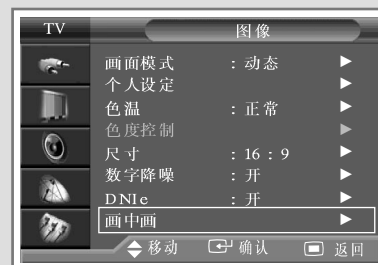 TV 图像
画面模式 : 动态
个人设定
色温 : 正常
色度控制
尺寸 : 16 : 9
数字降噪 : 开
DNIe : 开
画中画
移动 确认 返回